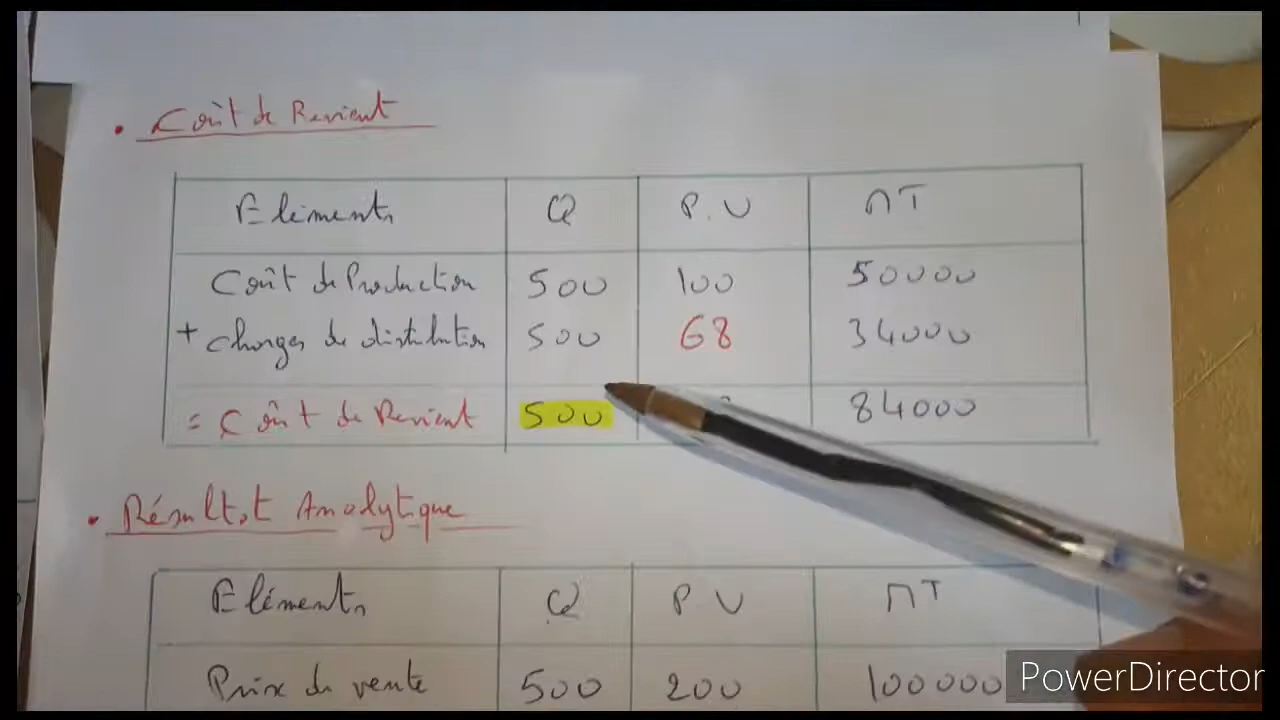 • Coût de Revient
Eléments Q P.U MT
Coût de Production 500 100 50000
+ charges de distribution 500 68 34000
= Coût de Revient 500 84000
• Résultat Analytique
Eléments Q P U MT
Prix de vente 500 200 100000
PowerDirector